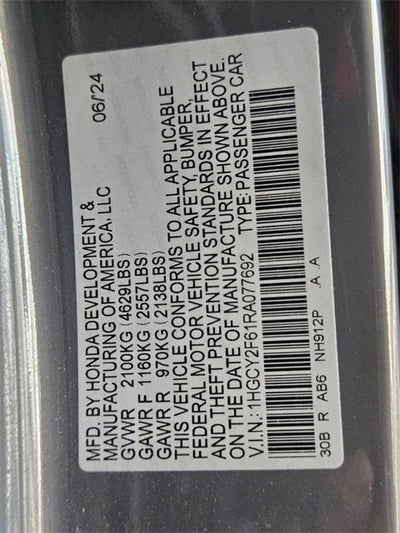 MFD. BY HONDA DEVELOPMENT &
MANUFACTURING OF AMERICA, LLC 06/24
GVWR 2100KG (4629LBS)
GAWR F 1160KG (2557LBS)
GAWR R 970KG (2138LBS)
THIS VEHICLE CONFORMS TO ALL APPLICABLE
FEDERAL MOTOR VEHICLE SAFETY, BUMPER,
AND THEFT PREVENTION STANDARDS IN EFFECT
ON THE DATE OF MANUFACTURE SHOWN ABOVE.
V.I.N.: 1HGCY2F61RA077692 TYPE: PASSENGER CAR
30B R AB6 NH912P .A .A